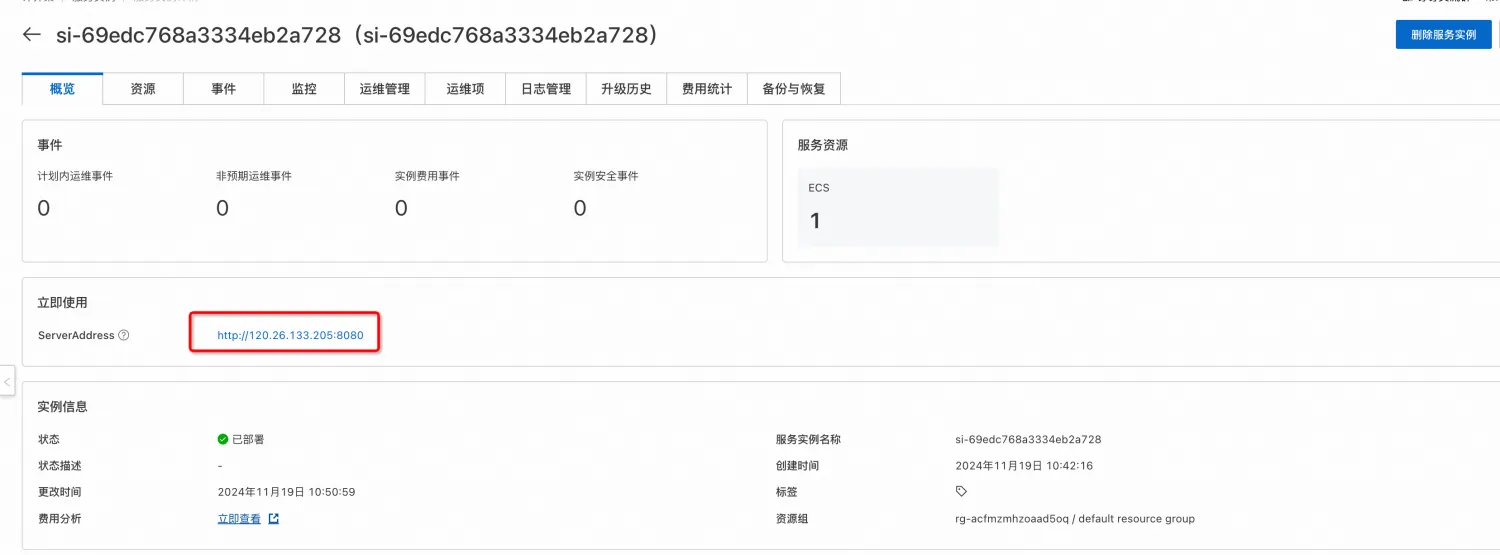 si-69edc768a3334eb2a728（si-69edc768a3334eb2a728）
删除服务实例
概览 资源 事件 监控 运维管理 运维项 日志管理 升级历史 费用统计 备份与恢复
事件
计划内运维事件 非预期运维事件 实例费用事件 实例安全事件
0 0 0 0
服务资源
ECS
1
立即使用
ServerAddress http://120.26.133.205:8080
实例信息
状态 已部署 服务实例名称 si-69edc768a3334eb2a728
状态描述 - 创建时间 2024年11月19日 10:42:16
更改时间 2024年11月19日 10:50:59 标签
费用分析 立即查看 资源组 rg-acfmzmhzoaad5oq / default resource group